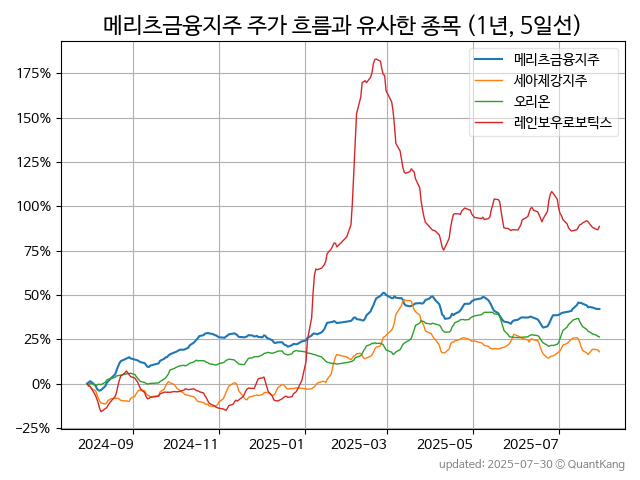 메리츠금융지주 주가 흐름과 유사한 종목 (1년, 5일선)
메리츠금융지주
세아제강지주
오리온
레인보우로보틱스
175%
150%
125%
100%
75%
50%
25%
0%
−25%
2024-09 2024-11 2025-01 2025-03 2025-05 2025-07
updated: 2025-07-30 © QuantKang